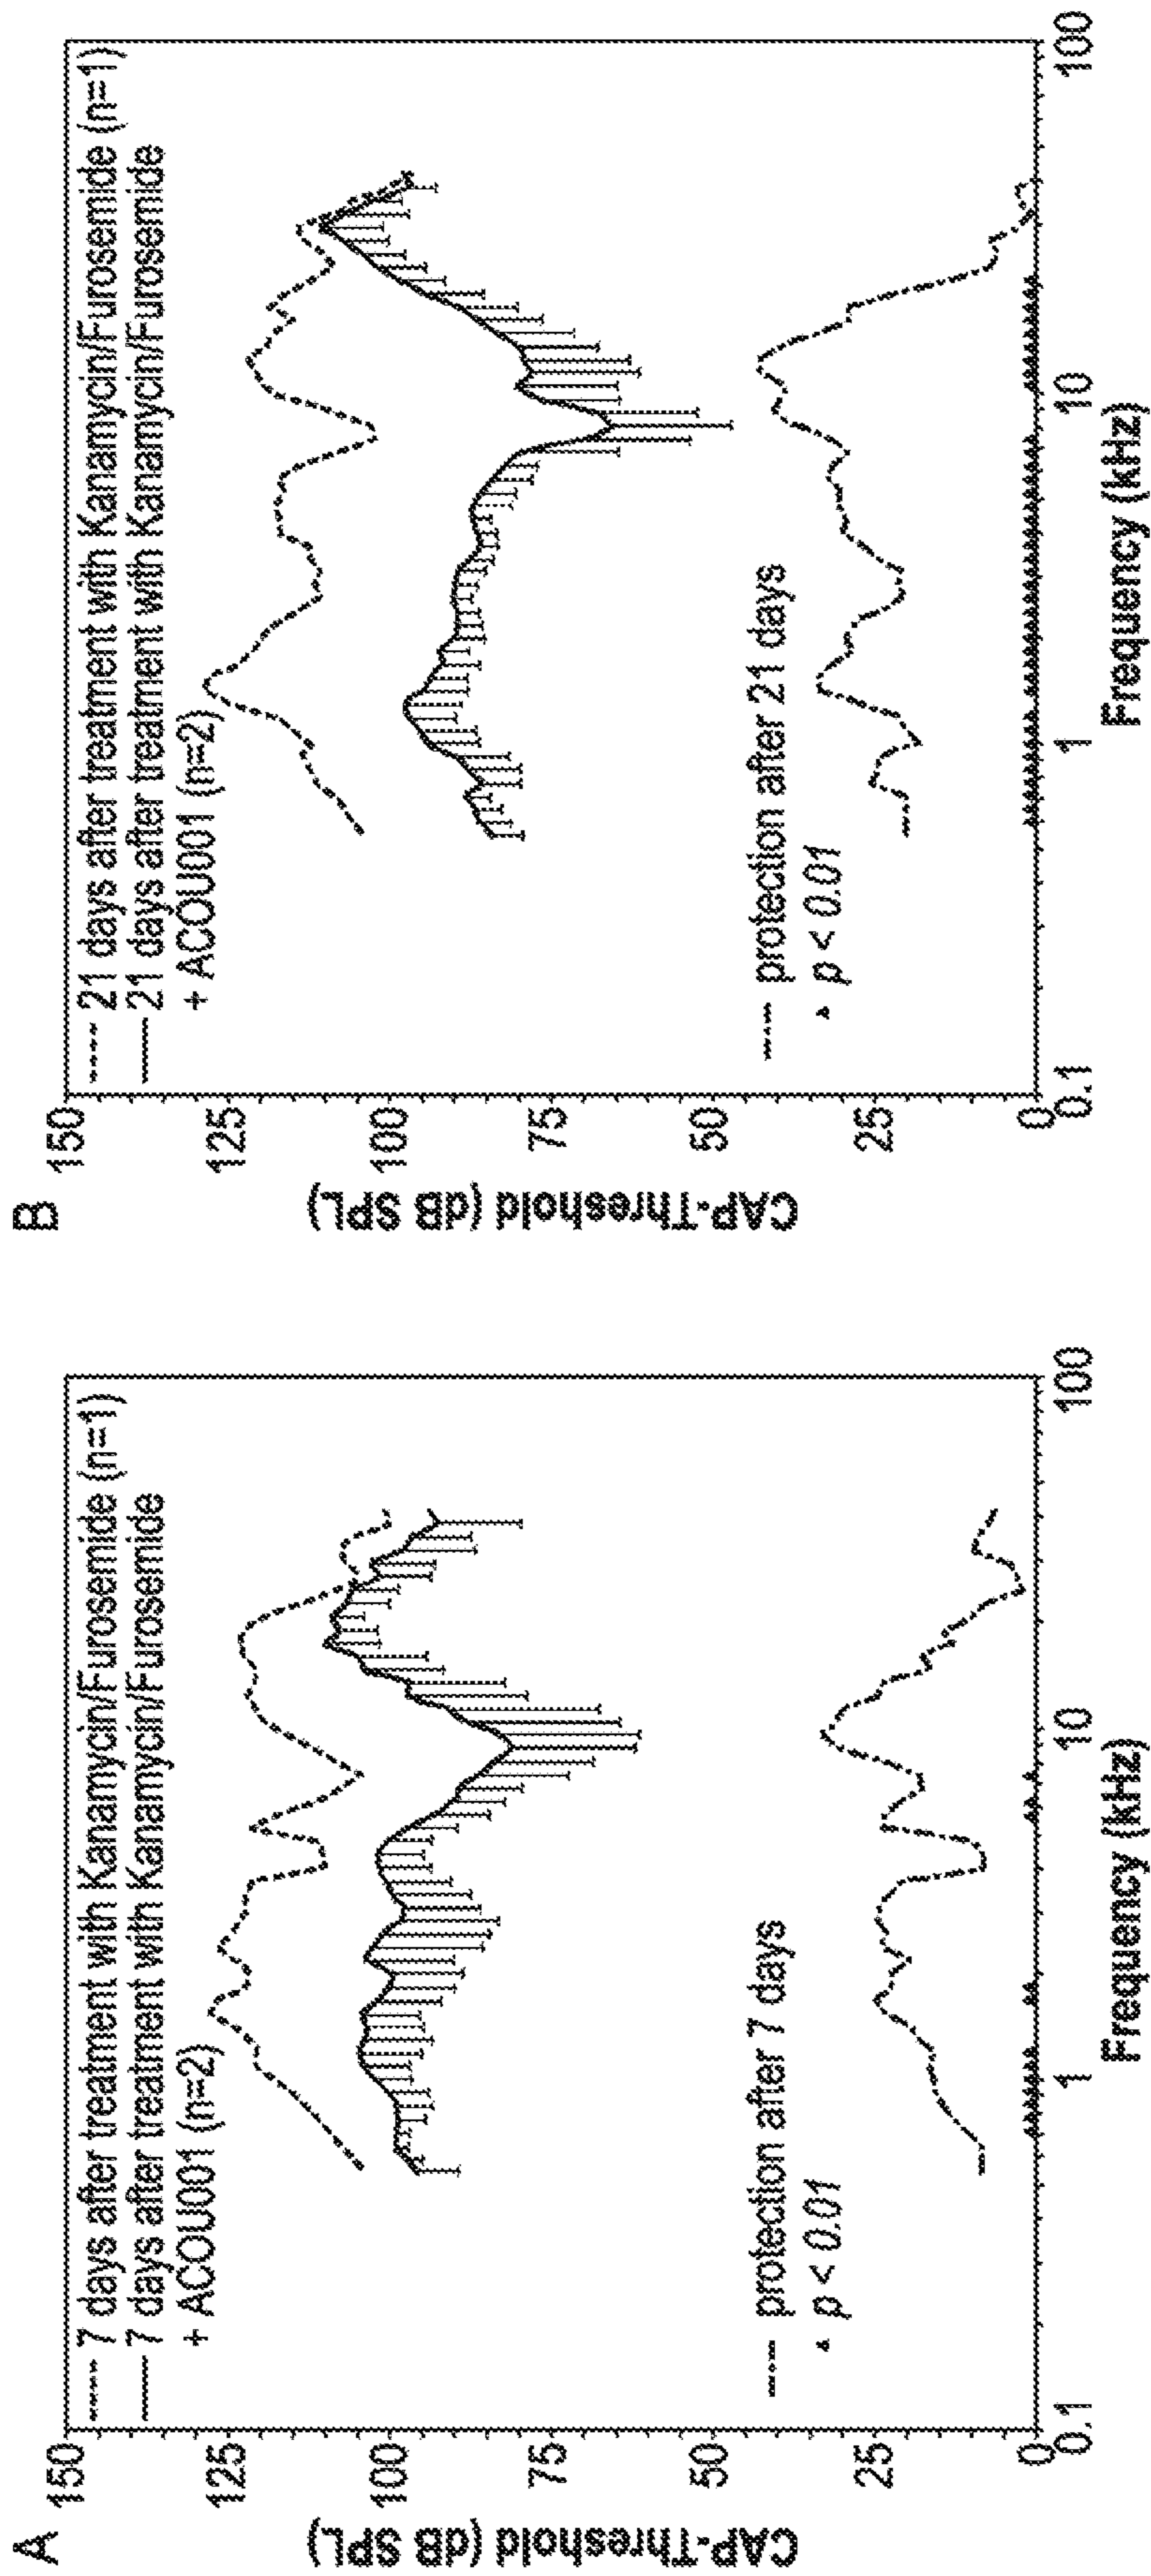 A
150
125
100
75
50
25
0
CAP-Threshold (dB SPL)
7 days after treatment with Kanamycin/Furosemide (n=1)
7 days after treatment with Kanamycin/Furosemide
+ ACOU001 (n=2)
protection after 7 days
p < 0.01
0.1
1
10
100
Frequency (kHz)
B
150
125
100
75
50
25
0
CAP-Threshold (dB SPL)
21 days after treatment with Kanamycin/Furosemide (n=1)
21 days after treatment with Kanamycin/Furosemide
+ ACOU001 (n=2)
protection after 21 days
p < 0.01
0.1
1
10
100
Frequency (kHz)